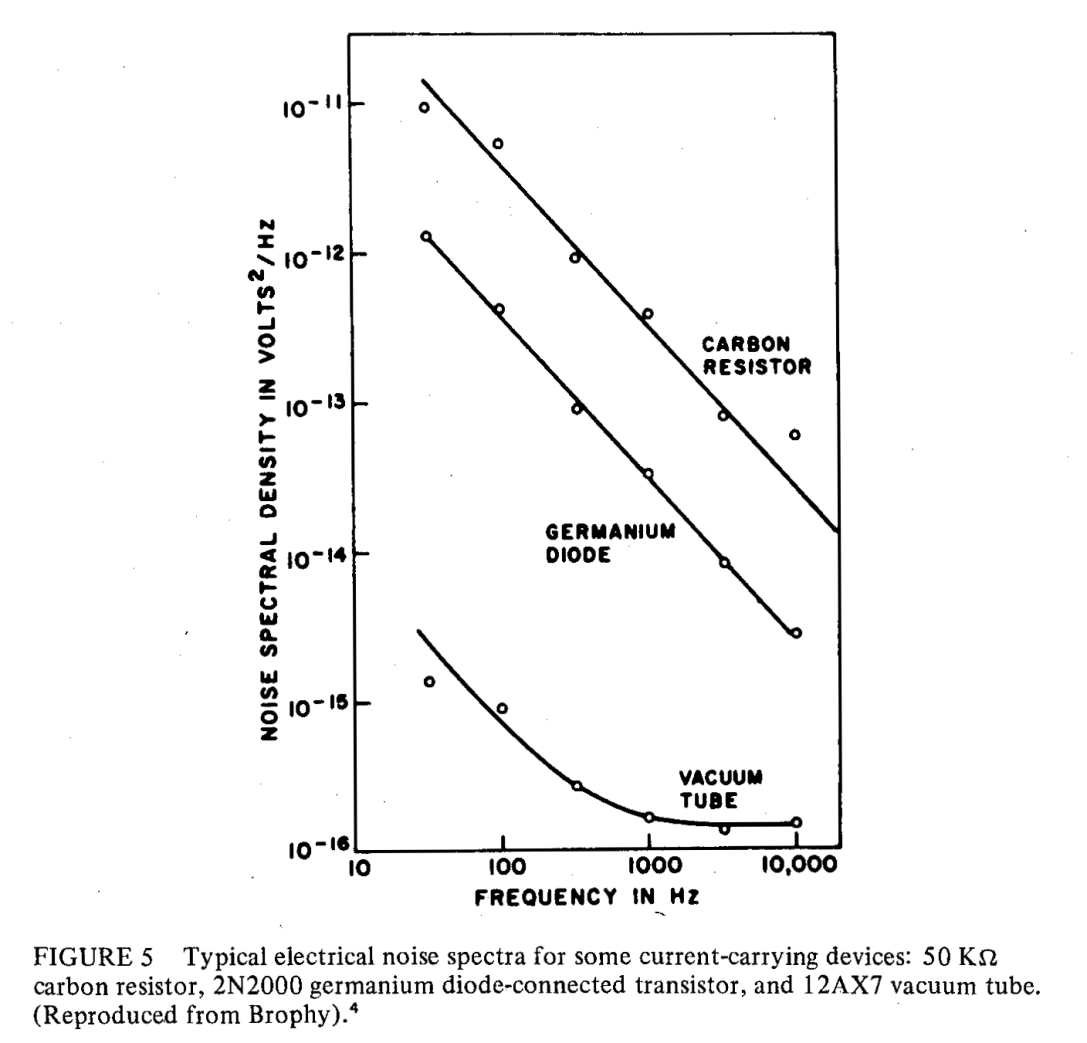 10⁻¹¹
10⁻¹²
10⁻¹³
10⁻¹⁴
10⁻¹⁵
10⁻¹⁶
NOISE SPECTRAL DENSITY IN VOLTS²/HZ
CARBON
RESISTOR
GERMANIUM
DIODE
VACUUM
TUBE
10 100 1000 10,000
FREQUENCY IN HZ
FIGURE 5 Typical electrical noise spectra for some current-carrying devices: 50 KΩ
carbon resistor, 2N2000 germanium diode-connected transistor, and 12AX7 vacuum tube.
(Reproduced from Brophy).⁴